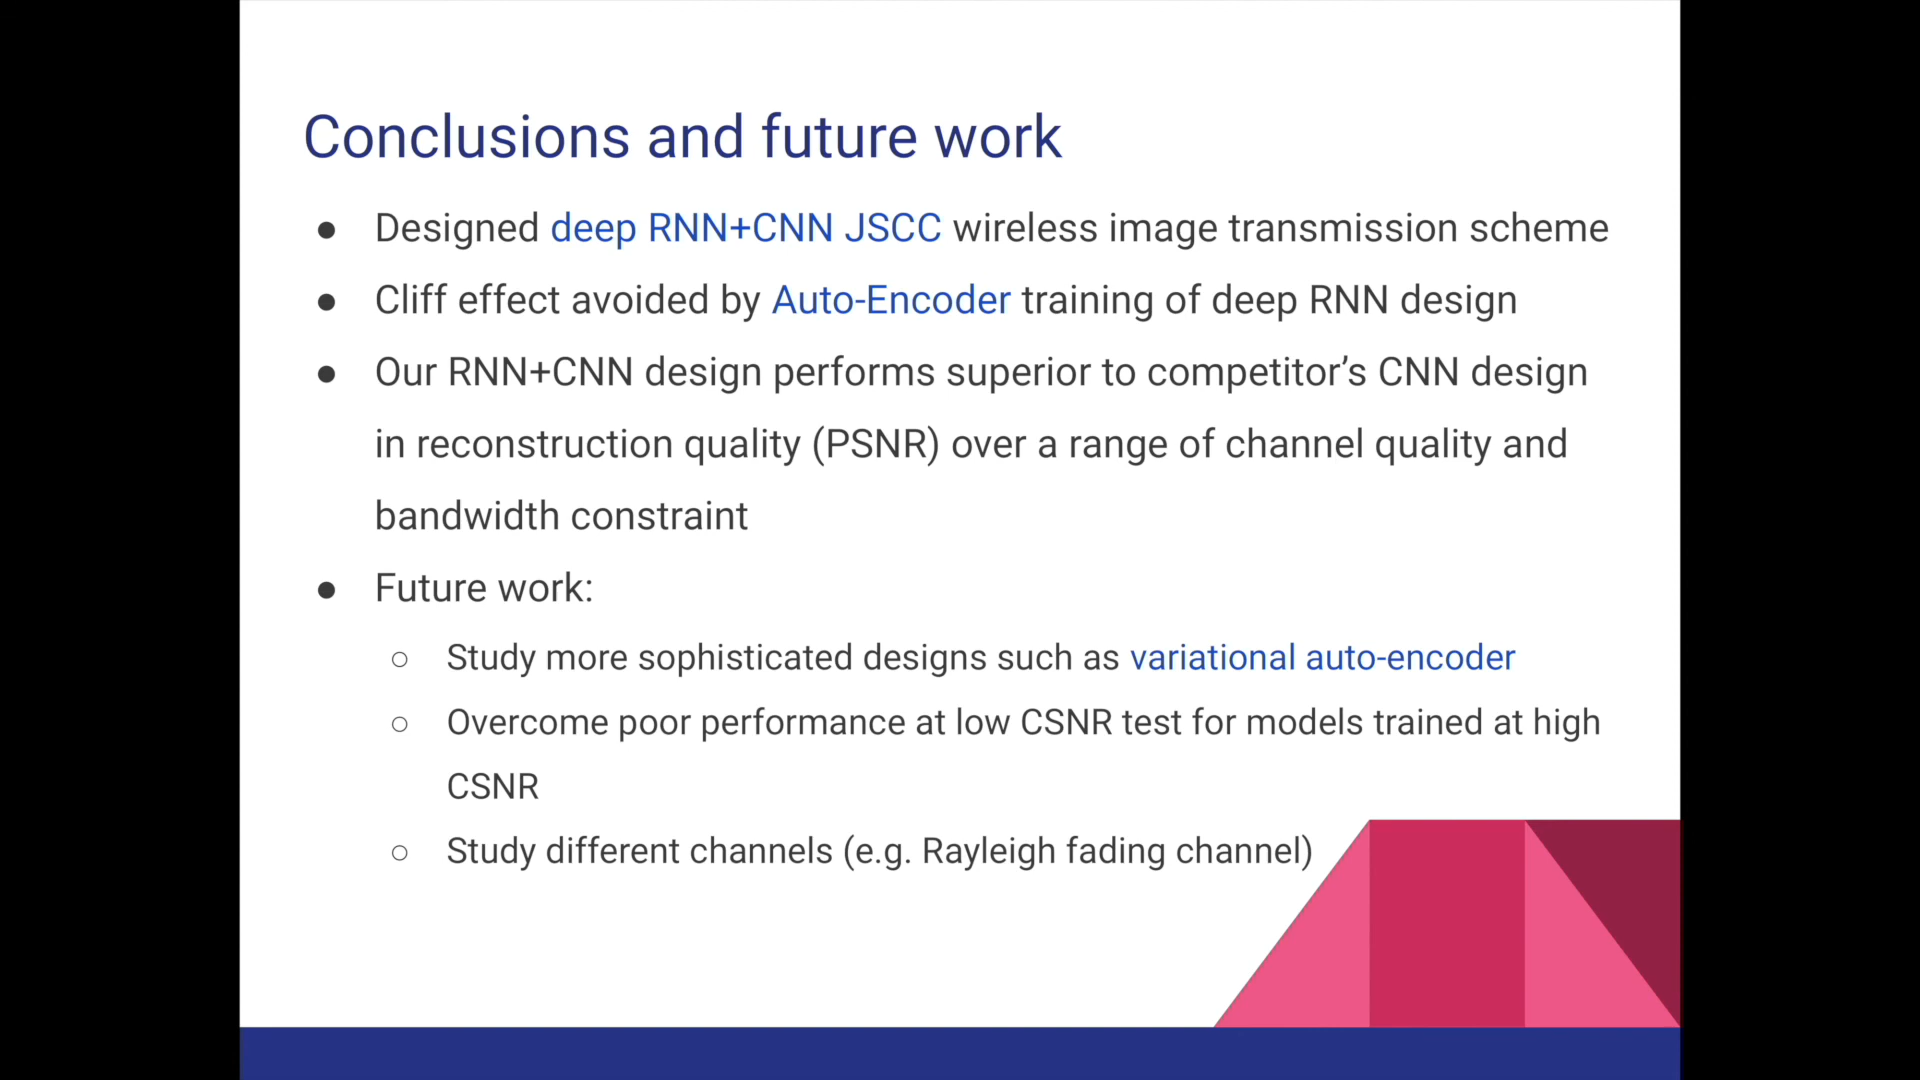 Conclusions and future work
● Designed deep RNN+CNN JSCC wireless image transmission scheme
● Cliff effect avoided by Auto-Encoder training of deep RNN design
● Our RNN+CNN design performs superior to competitor’s CNN design
in reconstruction quality (PSNR) over a range of channel quality and
bandwidth constraint
● Future work:
○ Study more sophisticated designs such as variational auto-encoder
○ Overcome poor performance at low CSNR test for models trained at high
CSNR
○ Study different channels (e.g. Rayleigh fading channel)